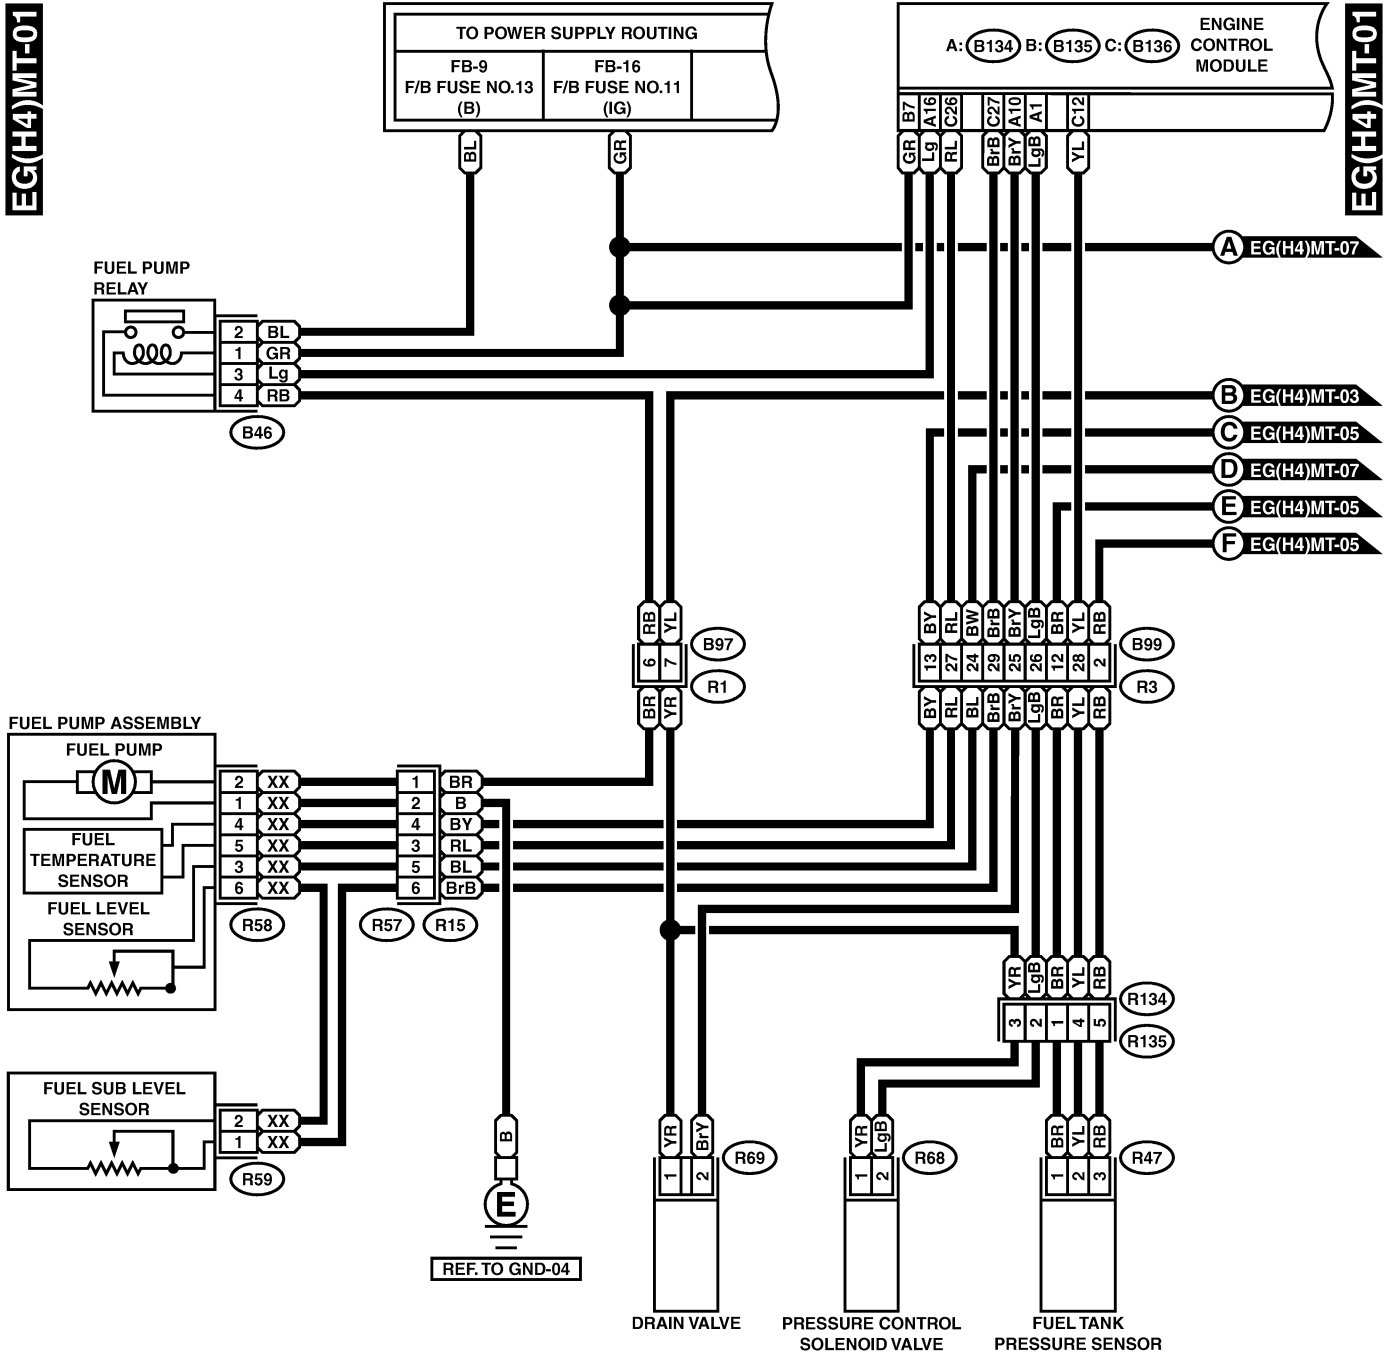 EG(H4)MT-01
EG(H4)MT-01
TO POWER SUPPLY ROUTING
FB-9
F/B FUSE NO.13
(B)
FB-16
F/B FUSE NO.11
(IG)
A: B134 B: B135 C: B136
ENGINE
CONTROL
MODULE
B7 A16 C26 C27 A10 A1 C12
BL GR
GR Lg RL BrB BrY LgB YL
A EG(H4)MT-07
FUEL PUMP
RELAY
2 BL
1 GR
3 Lg
4 RB
B46
B EG(H4)MT-03
C EG(H4)MT-05
D EG(H4)MT-07
E EG(H4)MT-05
F EG(H4)MT-05
RB YL
6 7
BR YR
B97
R1
BY RL BW BrB BrY LgB BR YL RB
13 27 24 29 25 26 12 28 2
BY RL BL BrB BrY LgB BR YL RB
B99
R3
FUEL PUMP ASSEMBLY
FUEL PUMP
M
FUEL
TEMPERATURE
SENSOR
FUEL LEVEL
SENSOR
2 XX 1 BR
1 XX 2 B
4 XX 4 BY
5 XX 3 RL
3 XX 5 BL
6 XX 6 BrB
R58 R57 R15
YR LgB BR YL RB
3 2 1 4 5
R134
R135
FUEL SUB LEVEL
SENSOR
2 XX
1 XX
R59
B
E
REF. TO GND-04
YR BrY
1 2
R69
DRAIN VALVE
YR LgB
1 2
R68
PRESSURE CONTROL
SOLENOID VALVE
BR YL RB
1 2 3
R47
FUEL TANK
PRESSURE SENSOR